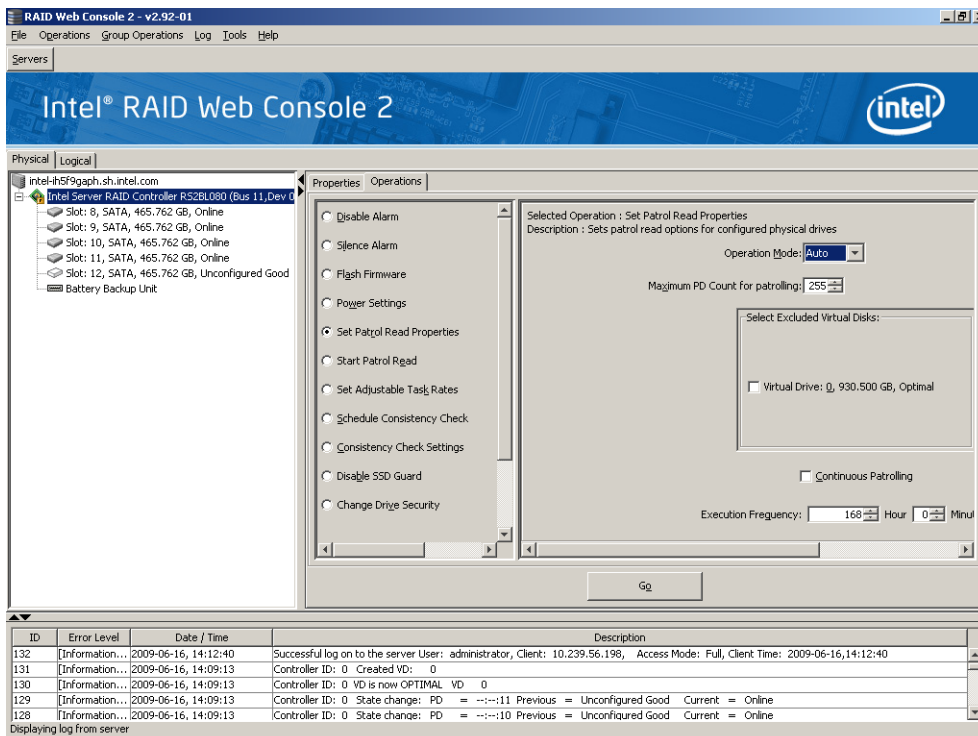 RAID Web Console 2 - v2.92-01
File Operations Group Operations Log Tools Help
Servers
Intel® RAID Web Console 2
intel
Physical Logical
intel-ih5f9gaph.sh.intel.com
Intel Server RAID Controller RS2BL080 (Bus 11,Dev 0
Slot: 8, SATA, 465.762 GB, Online
Slot: 9, SATA, 465.762 GB, Online
Slot: 10, SATA, 465.762 GB, Online
Slot: 11, SATA, 465.762 GB, Online
Slot: 12, SATA, 465.762 GB, Unconfigured Good
Battery Backup Unit
Properties Operations
Disable Alarm
Silence Alarm
Flash Firmware
Power Settings
Set Patrol Read Properties
Start Patrol Read
Set Adjustable Task Rates
Schedule Consistency Check
Consistency Check Settings
Disable SSD Guard
Change Drive Security
Selected Operation : Set Patrol Read Properties
Description : Sets patrol read options for configured physical drives
Operation Mode: Auto
Maximum PD Count for patrolling: 255
Select Excluded Virtual Disks:
Virtual Drive: 0, 930.500 GB, Optimal
Continuous Patrolling
Execution Frequency: 168 Hour 0 Minut
Go
ID Error Level Date / Time Description
132 [Information... 2009-06-16, 14:12:40 Successful log on to the server User: administrator, Client: 10.239.56.198, Access Mode: Full, Client Time: 2009-06-16,14:12:40
131 [Information... 2009-06-16, 14:09:13 Controller ID: 0 Created VD: 0
130 [Information... 2009-06-16, 14:09:13 Controller ID: 0 VD is now OPTIMAL VD 0
129 [Information... 2009-06-16, 14:09:13 Controller ID: 0 State change: PD = --:--:11 Previous = Unconfigured Good Current = Online
128 [Information... 2009-06-16, 14:09:13 Controller ID: 0 State change: PD = --:--:10 Previous = Unconfigured Good Current = Online
Displaying log from server